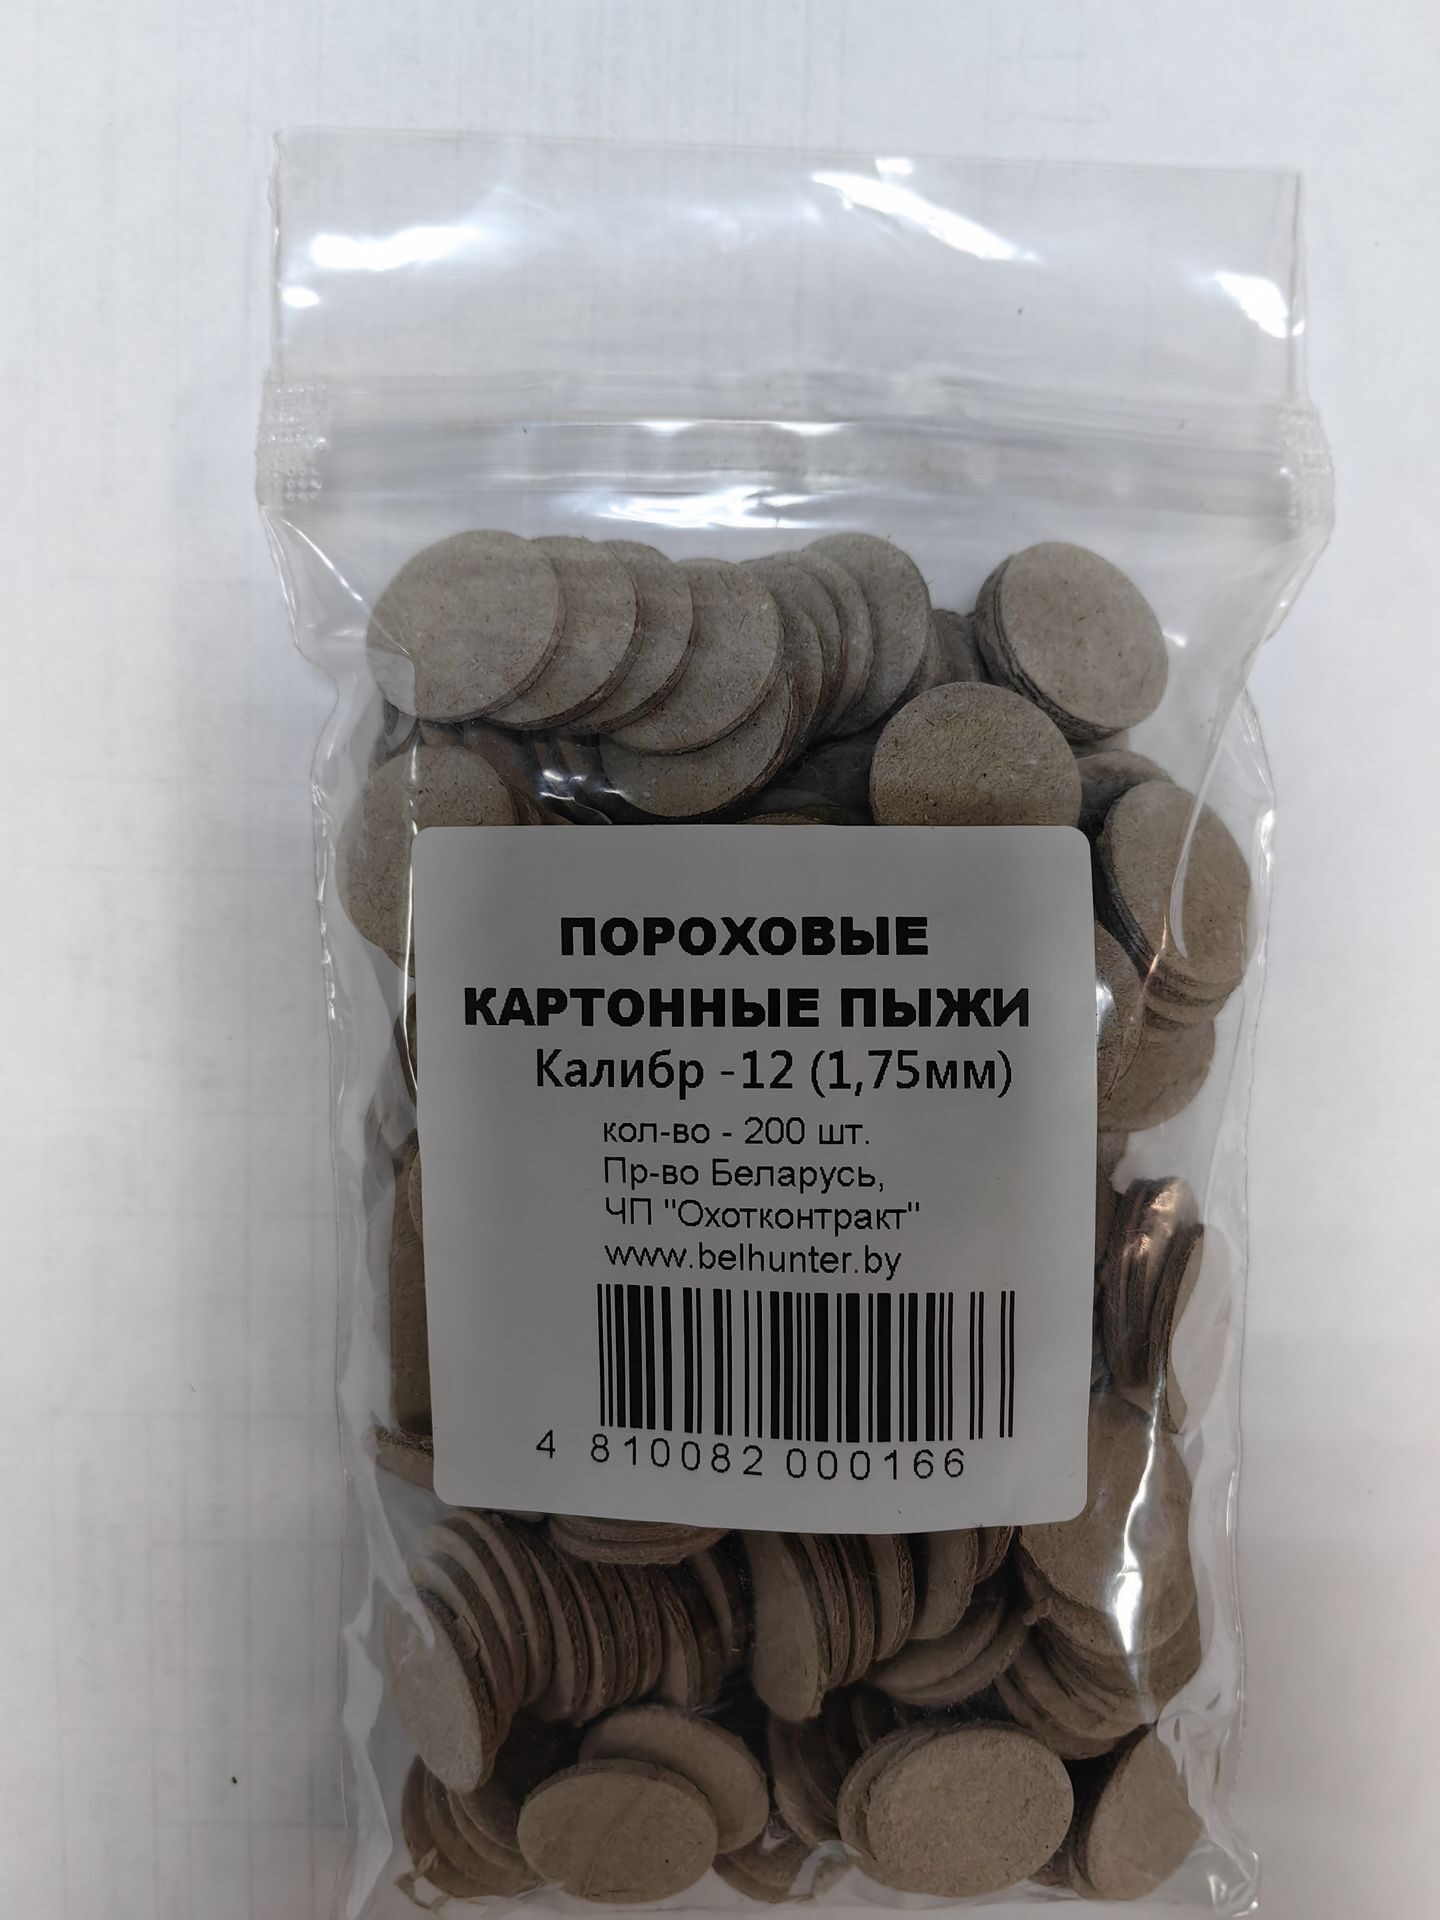 ПОРОХОВЫЕ
КАРТОННЫЕ ПЫЖИ
Калибр -12 (1,75мм)
кол-во - 200 шт.
Пр-во Беларусь,
ЧП "Охотконтракт"
www.belhunter.by
4 810082 000166